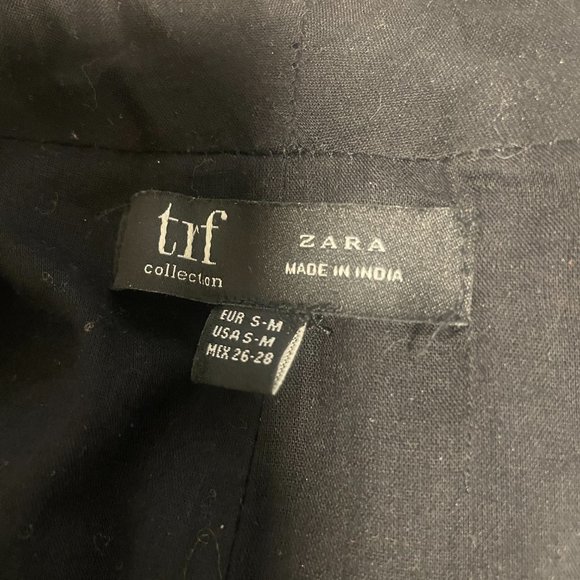 trf
collection
ZARA
MADE IN INDIA
EUR S-M
USA S-M
MEX 26-28